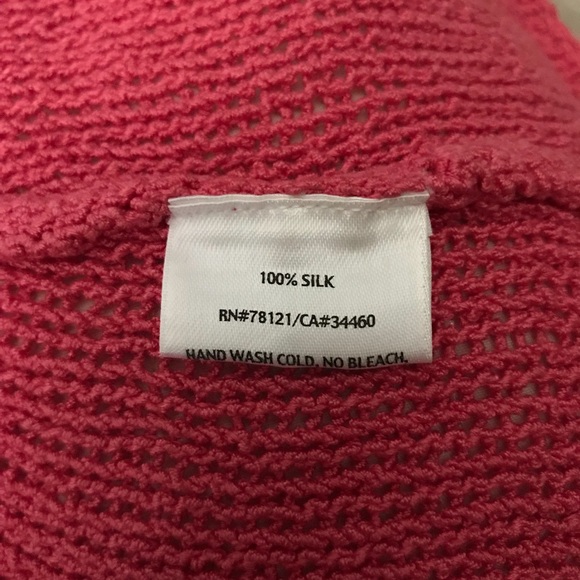 100% SILK
RN#78121/CA#34460
HAND WASH COLD. NO BLEACH.